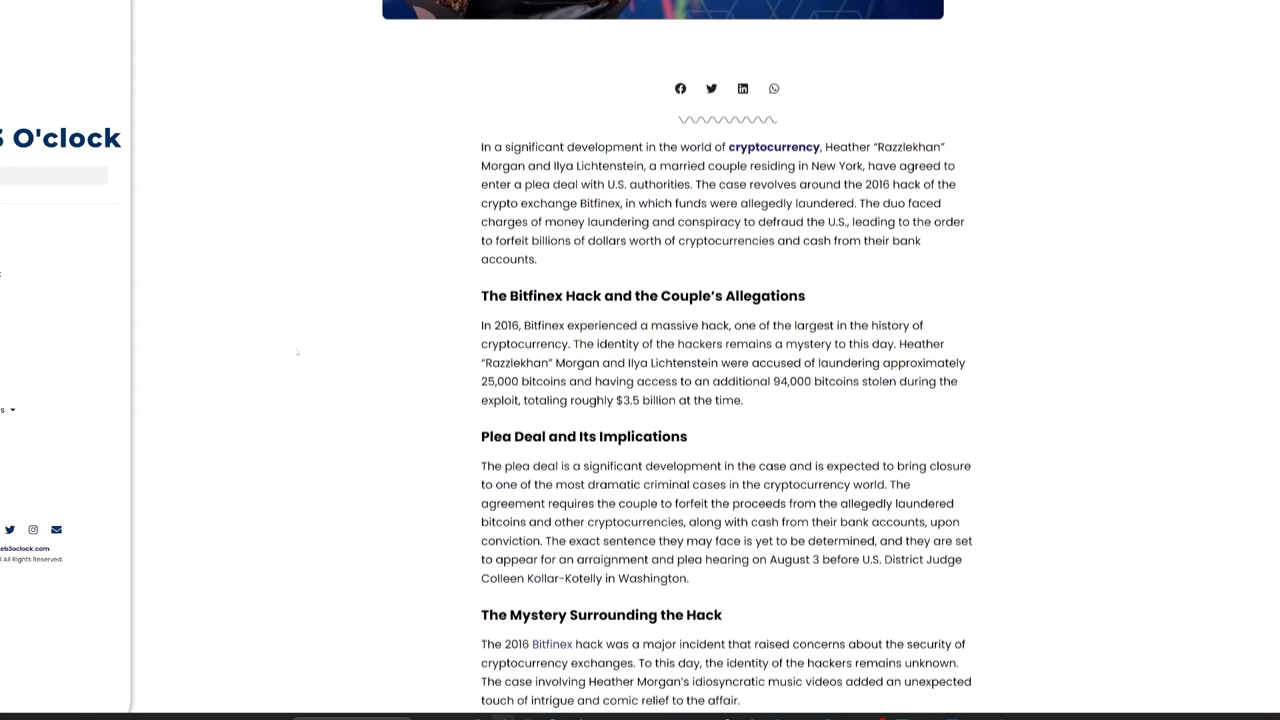 O'clock
In a significant development in the world of cryptocurrency, Heather “Razzlekhan”
Morgan and Ilya Lichtenstein, a married couple residing in New York, have agreed to
enter a plea deal with U.S. authorities. The case revolves around the 2016 hack of the
crypto exchange Bitfinex, in which funds were allegedly laundered. The duo faced
charges of money laundering and conspiracy to defraud the U.S., leading to the order
to forfeit billions of dollars worth of cryptocurrencies and cash from their bank
accounts.
The Bitfinex Hack and the Couple’s Allegations
In 2016, Bitfinex experienced a massive hack, one of the largest in the history of
cryptocurrency. The identity of the hackers remains a mystery to this day. Heather
“Razzlekhan” Morgan and Ilya Lichtenstein were accused of laundering approximately
25,000 bitcoins and having access to an additional 94,000 bitcoins stolen during the
exploit, totaling roughly $3.5 billion at the time.
Plea Deal and Its Implications
The plea deal is a significant development in the case and is expected to bring closure
to one of the most dramatic criminal cases in the cryptocurrency world. The
agreement requires the couple to forfeit the proceeds from the allegedly laundered
bitcoins and other cryptocurrencies, along with cash from their bank accounts, upon
conviction. The exact sentence they may face is yet to be determined, and they are set
to appear for an arraignment and plea hearing on August 3 before U.S. District Judge
Colleen Kollar-Kotelly in Washington.
The Mystery Surrounding the Hack
The 2016 Bitfinex hack was a major incident that raised concerns about the security of
cryptocurrency exchanges. To this day, the identity of the hackers remains unknown.
The case involving Heather Morgan’s idiosyncratic music videos added an unexpected
touch of intrigue and comic relief to the affair.
s
eb3oclock.com
All Rights Reserved.